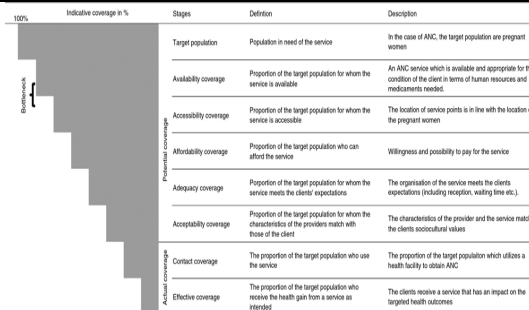 Indicative coverage in %
Stages
Defintion
Description
100%
Target population
Population in need of the service
In the case of ANC, the target population are pregnant
women
Availability coverage
Proportion of the target population for whom the
service is available
An ANC service which is available and appropriate for
condition of the client in terms of human resources and
medicaments needed.
Bottleneck
Accessibility coverage
Proportion of the target population for whom the
service is accessible
The location of service points is in line with the location
the pregnant women
Potential coverage
Affordability coverage
Proportion of the target population who can
afford the service
Willingness and possibility to pay for the service
Adequacy coverage
Porportion of the target population for whom the
service meets the clients' expectations
The organisation of the service meets the clients
expectations (including reception, waiting time etc.).
Acceptability coverage
Proportion of the target population for whom the
characteristics of the providers match with
those of the client
The characteristics of the provider and the service
the clients sociocultural values
Actual coverage
Contact coverage
The proportion of the target population who use
the service
The proportion of the target populaiton which utilizes a
health facility to obtain ANC
Effective coverage
The proportion of the target population who
receive the health gain from a service as
intended
The clients receive a service that has an impact on the
targeted health outcomes